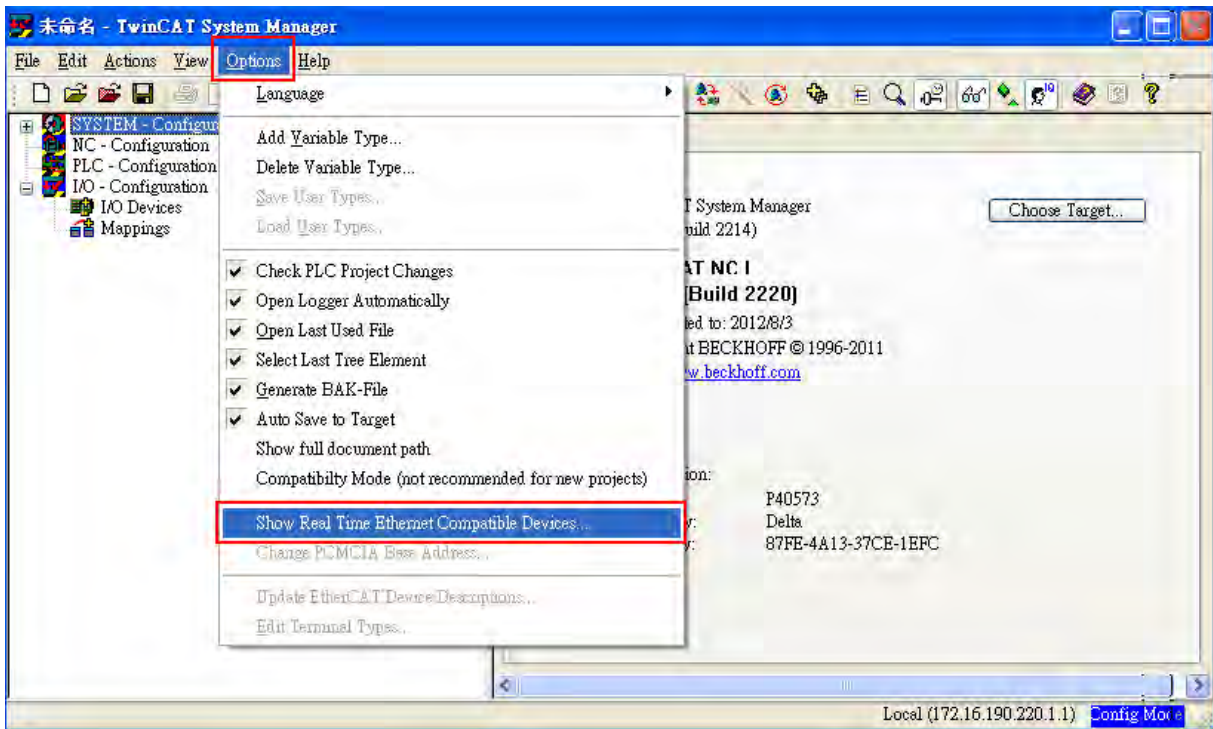 未命名 - TwinCAT System Manager
File Edit Actions View Options Help
Language
Add Variable Type...
Delete Variable Type...
Save User Types...
Load User Types...
Check PLC Project Changes
Open Logger Automatically
Open Last Used File
Select Last Tree Element
Generate BAK-File
Auto Save to Target
Show full document path
Compatibilty Mode (not recommended for new projects)
Show Real Time Ethernet Compatible Devices...
Change PCMCIA Base Address...
Update EtherCAT Device Descriptions...
Edit Terminal Types...
SYSTEM - Configur
NC - Configuration
PLC - Configuration
I/O - Configuration
I/O Devices
Mappings
T System Manager
uild 2214)
Choose Target...
AT NC I
[Build 2220)
ted to: 2012/8/3
t BECKHOFF © 1996-2011
w.beckhoff.com
ion:
P40573
y: Delta
y: 87FE-4A13-37CE-1EFC
Local (172.16.190.220.1.1) Config Mode